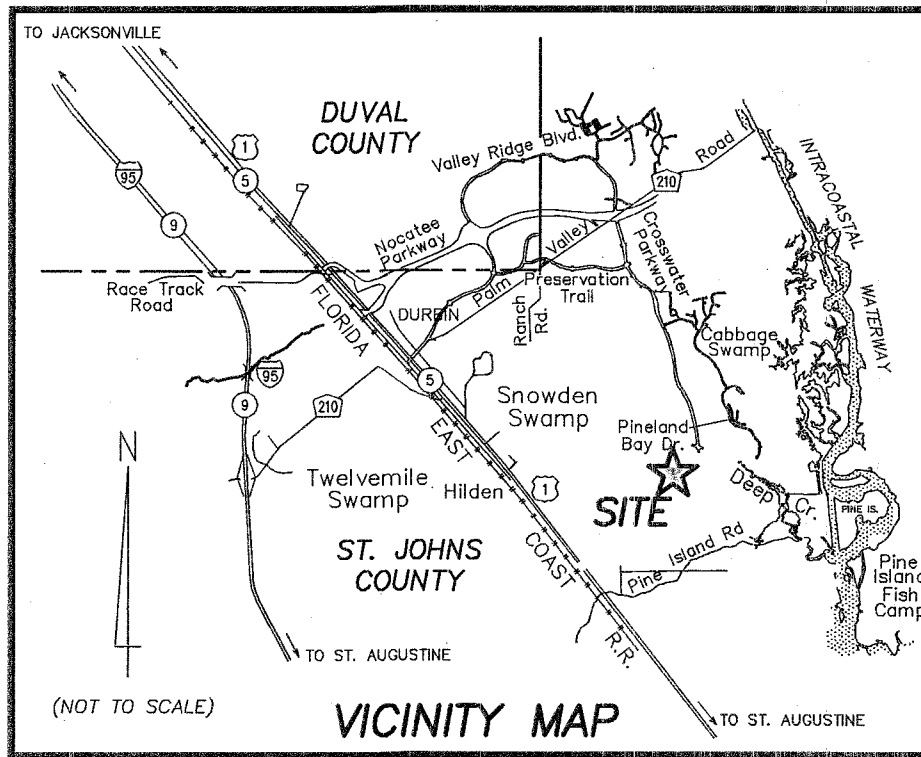 TO JACKSONVILLE
DUVAL
COUNTY
1
5
95
9
Valley Ridge Blvd.
210
Road
INTRACOASTAL
WATERWAY
Nocatee
Parkway
Valley
Palm
Crosswater
Parkway
Race Track
Road
Preservation
Trail
Ranch
Rd.
DURBIN
FLORIDA
EAST
COAST
R.R.
Cabbage
Swamp
95
9
210
5
Snowden
Swamp
1
Pineland
Bay Dr.
N
Twelvemile
Swamp
Hilden
SITE
Deep
Cr.
PINE IS.
ST. JOHNS
COUNTY
Pine Island Rd
Pine
Island
Fish
Camp
TO ST. AUGUSTINE
(NOT TO SCALE)
VICINITY MAP
TO ST. AUGUSTINE